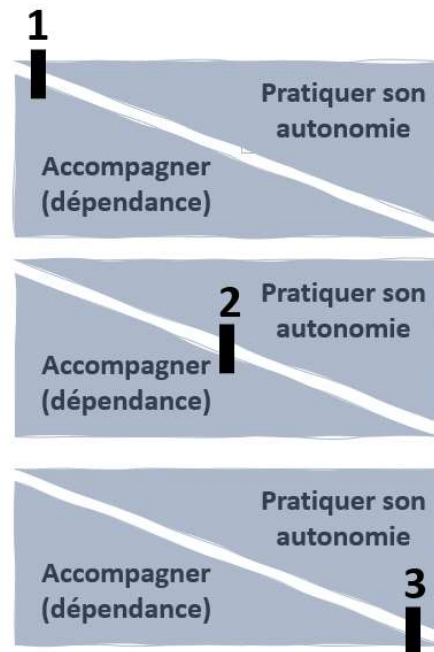 1
Pratiquer son
autonomie
Accompagner
(dépendance)
2
Pratiquer son
autonomie
Accompagner
(dépendance)
Pratiquer son
autonomie
3
Accompagner
(dépendance)